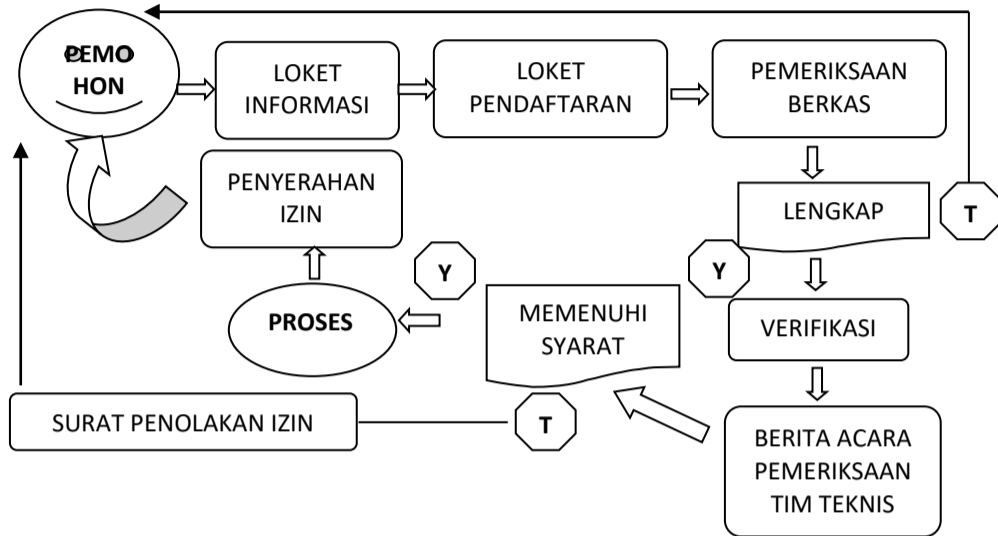 PEMO
HON
LOKET
INFORMASI
LOKET
PENDAFTARAN
PEMERIKSAAN
BERKAS
LENGKAP
T
Y
VERIFIKASI
BERITA ACARA
PEMERIKSAAN
TIM TEKNIS
MEMENUHI
SYARAT
Y
PROSES
PENYERAHAN
IZIN
T
SURAT PENOLAKAN IZIN